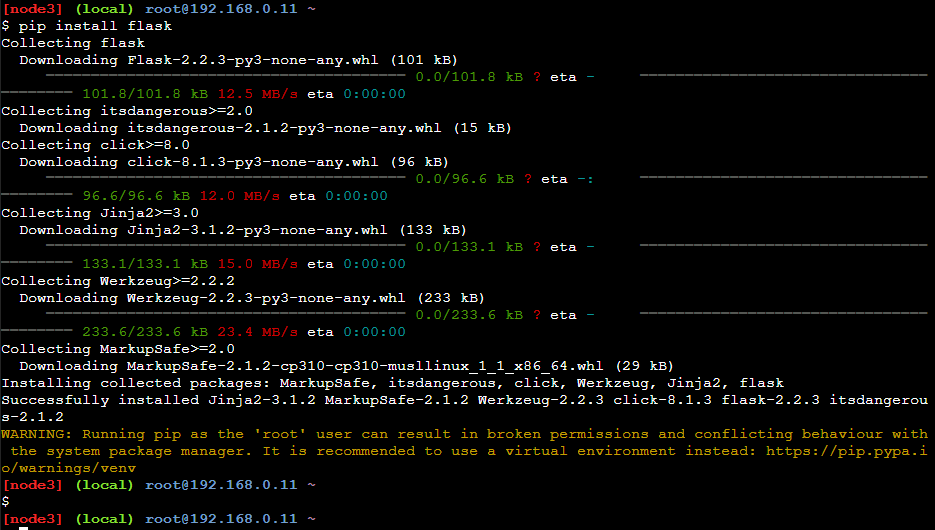 [node3] (local) root@192.168.0.11 ~
$ pip install flask
Collecting flask
  Downloading Flask-2.2.3-py3-none-any.whl (101 kB)
     ━━━━━━━━━━━━━━━━━━━━━━━━━━━━━━━━━━━━━━━━ 0.0/101.8 kB ? eta -     ━━━━━━━━━━━━━━━━━━━━━━━━━━━━━━━━
━━━━━━━━ 101.8/101.8 kB 12.5 MB/s eta 0:00:00
Collecting itsdangerous>=2.0
  Downloading itsdangerous-2.1.2-py3-none-any.whl (15 kB)
Collecting click>=8.0
  Downloading click-8.1.3-py3-none-any.whl (96 kB)
     ━━━━━━━━━━━━━━━━━━━━━━━━━━━━━━━━━━━━━━━━ 0.0/96.6 kB ? eta -:     ━━━━━━━━━━━━━━━━━━━━━━━━━━━━━━━━
━━━━━━━━ 96.6/96.6 kB 12.0 MB/s eta 0:00:00
Collecting Jinja2>=3.0
  Downloading Jinja2-3.1.2-py3-none-any.whl (133 kB)
     ━━━━━━━━━━━━━━━━━━━━━━━━━━━━━━━━━━━━━━━━ 0.0/133.1 kB ? eta -     ━━━━━━━━━━━━━━━━━━━━━━━━━━━━━━━━
━━━━━━━━ 133.1/133.1 kB 15.0 MB/s eta 0:00:00
Collecting Werkzeug>=2.2.2
  Downloading Werkzeug-2.2.3-py3-none-any.whl (233 kB)
     ━━━━━━━━━━━━━━━━━━━━━━━━━━━━━━━━━━━━━━━━ 0.0/233.6 kB ? eta -     ━━━━━━━━━━━━━━━━━━━━━━━━━━━━━━━━
━━━━━━━━ 233.6/233.6 kB 23.4 MB/s eta 0:00:00
Collecting MarkupSafe>=2.0
  Downloading MarkupSafe-2.1.2-cp310-cp310-musllinux_1_1_x86_64.whl (29 kB)
Installing collected packages: MarkupSafe, itsdangerous, click, Werkzeug, Jinja2, flask
Successfully installed Jinja2-3.1.2 MarkupSafe-2.1.2 Werkzeug-2.2.3 click-8.1.3 flask-2.2.3 itsdangerou
s-2.1.2
WARNING: Running pip as the 'root' user can result in broken permissions and conflicting behaviour with
 the system package manager. It is recommended to use a virtual environment instead: https://pip.pypa.i
o/warnings/venv
[node3] (local) root@192.168.0.11 ~
$
[node3] (local) root@192.168.0.11 ~